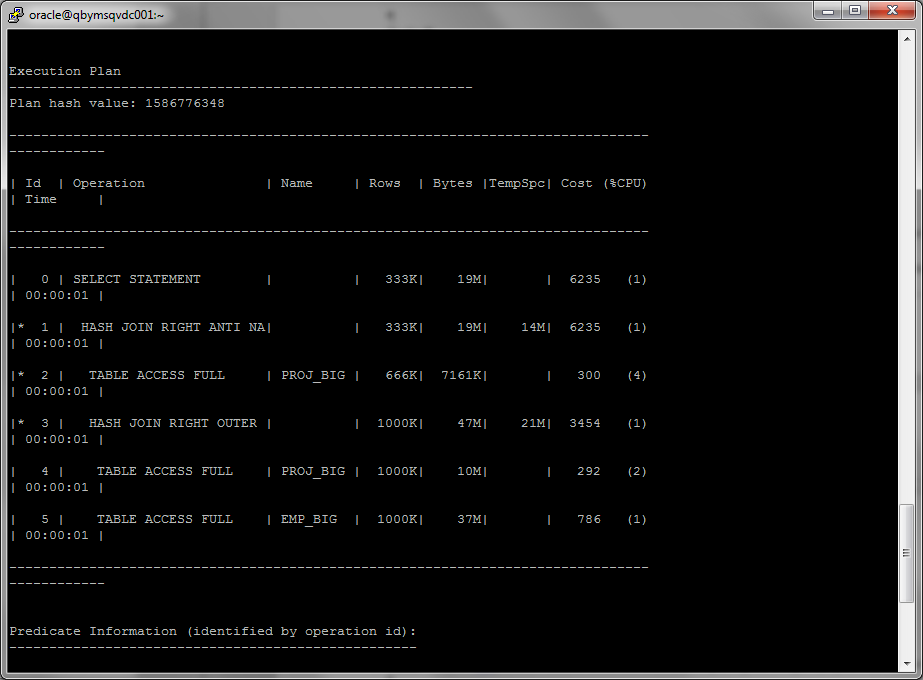 oracle@qbymsqvdc001:~
Execution Plan
----------------------------------------------------------
Plan hash value: 1586776348
--------------------------------------------------------------------------------
------------
| Id  | Operation               | Name     | Rows  | Bytes |TempSpc| Cost (%CPU)
| Time     |
--------------------------------------------------------------------------------
------------
|   0 | SELECT STATEMENT        |          |   333K|    19M|       |  6235   (1)
| 00:00:01 |
|*  1 |  HASH JOIN RIGHT ANTI NA|          |   333K|    19M|    14M|  6235   (1)
| 00:00:01 |
|*  2 |   TABLE ACCESS FULL     | PROJ_BIG |   666K|  7161K|       |   300   (4)
| 00:00:01 |
|*  3 |   HASH JOIN RIGHT OUTER |          |  1000K|    47M|    21M|  3454   (1)
| 00:00:01 |
|   4 |    TABLE ACCESS FULL    | PROJ_BIG |  1000K|    10M|       |   292   (2)
| 00:00:01 |
|   5 |    TABLE ACCESS FULL    | EMP_BIG  |  1000K|    37M|       |   786   (1)
| 00:00:01 |
--------------------------------------------------------------------------------
------------
Predicate Information (identified by operation id):
---------------------------------------------------